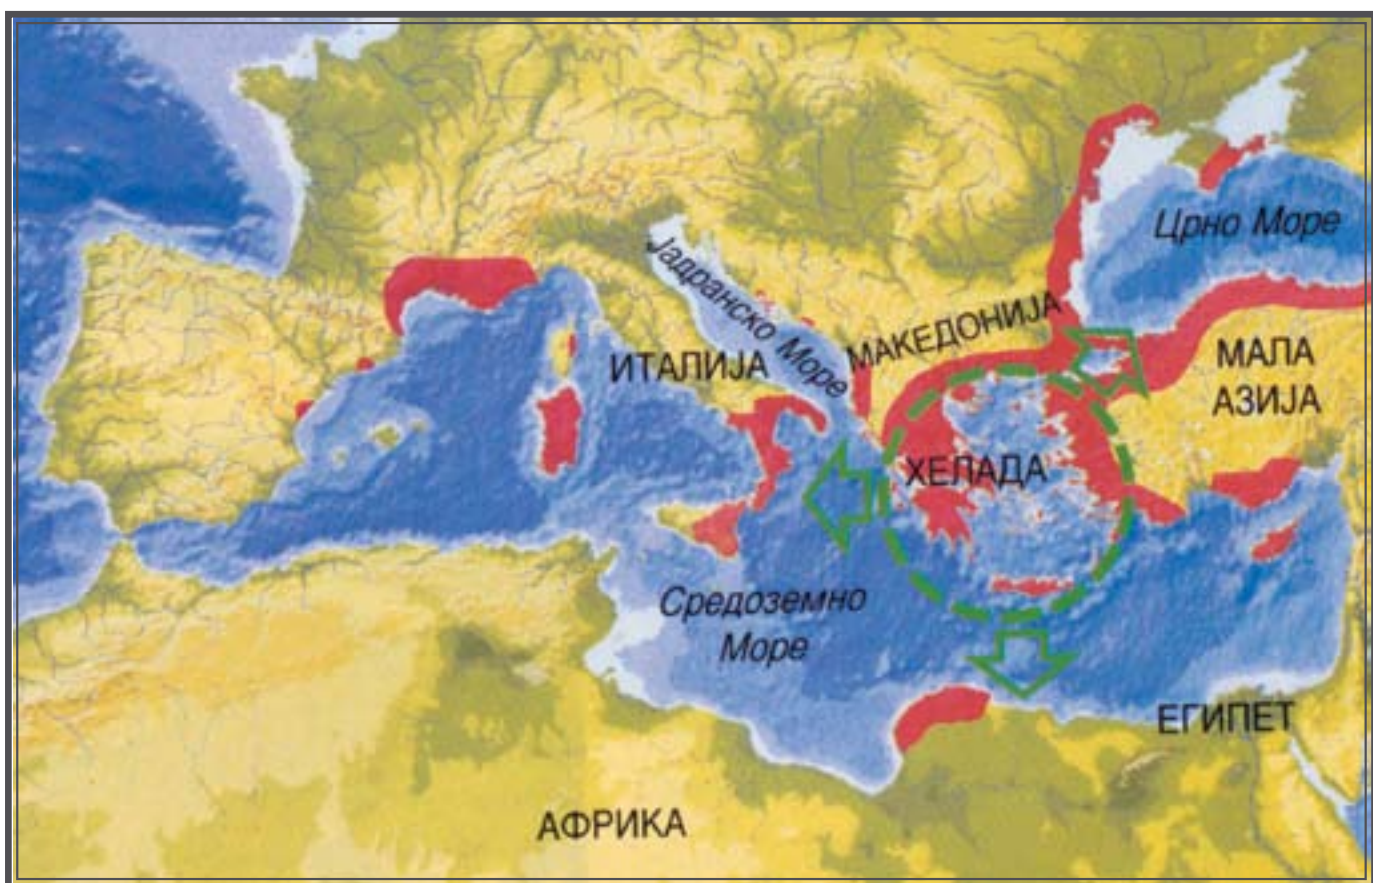 Црно Море
Јадранско Море
МАКЕДОНИЈА
ИТАЛИЈА
МАЛА
АЗИЈА
ХЕЛАДА
Средоземно
Море
ЕГИПЕТ
АФРИКА